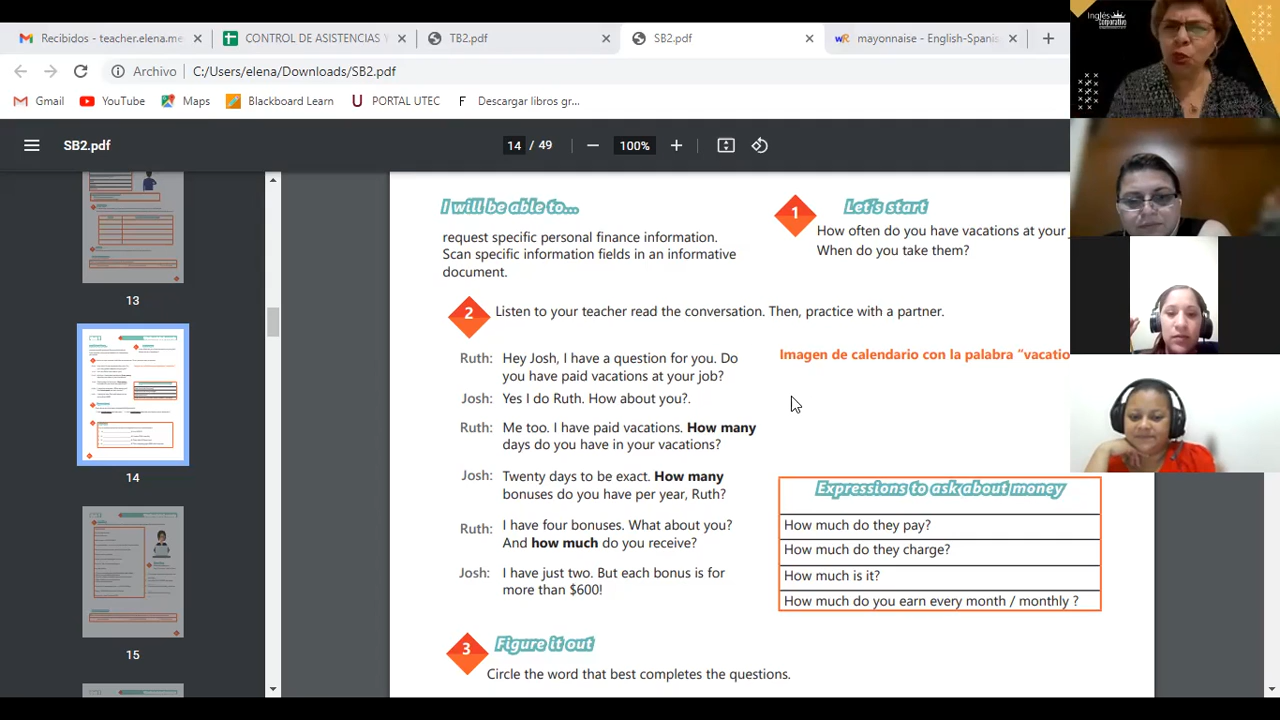 Recibidos - teacher.elena.me
CONTROL DE ASISTENCIAS Y
TB2.pdf
SB2.pdf
mayonnaise - English-Spanis
Archivo
C:/Users/elena/Downloads/SB2.pdf
Gmail
YouTube
Maps
Blackboard Learn
PORTAL UTEC
Descargar libros gr...
SB2.pdf
14 / 49
100%
Inglés
corporativo
13
14
15
I will be able to...
request specific personal finance information.
Scan specific information fields in an informative
document.
1
Let's start
How often do you have vacations at your
When do you take them?
2
Listen to your teacher read the conversation. Then, practice with a partner.
Ruth: Hey Josh, I have a question for you. Do
you have paid vacations at your job?
Josh: Yes I do Ruth. How about you?.
Ruth: Me too. I have paid vacations. How many
days do you have in your vacations?
Josh: Twenty days to be exact. How many
bonuses do you have per year, Ruth?
Ruth: I have four bonuses. What about you?
And how much do you receive?
Josh: I have just two. But each bonus is for
more than $600!
Imagen de calendario con la palabra “vacatio
Expressions to ask about money
How much do they pay?
How much do they charge?
How much is it?
How much do you earn every month / monthly ?
3
Figure it out
Circle the word that best completes the questions.